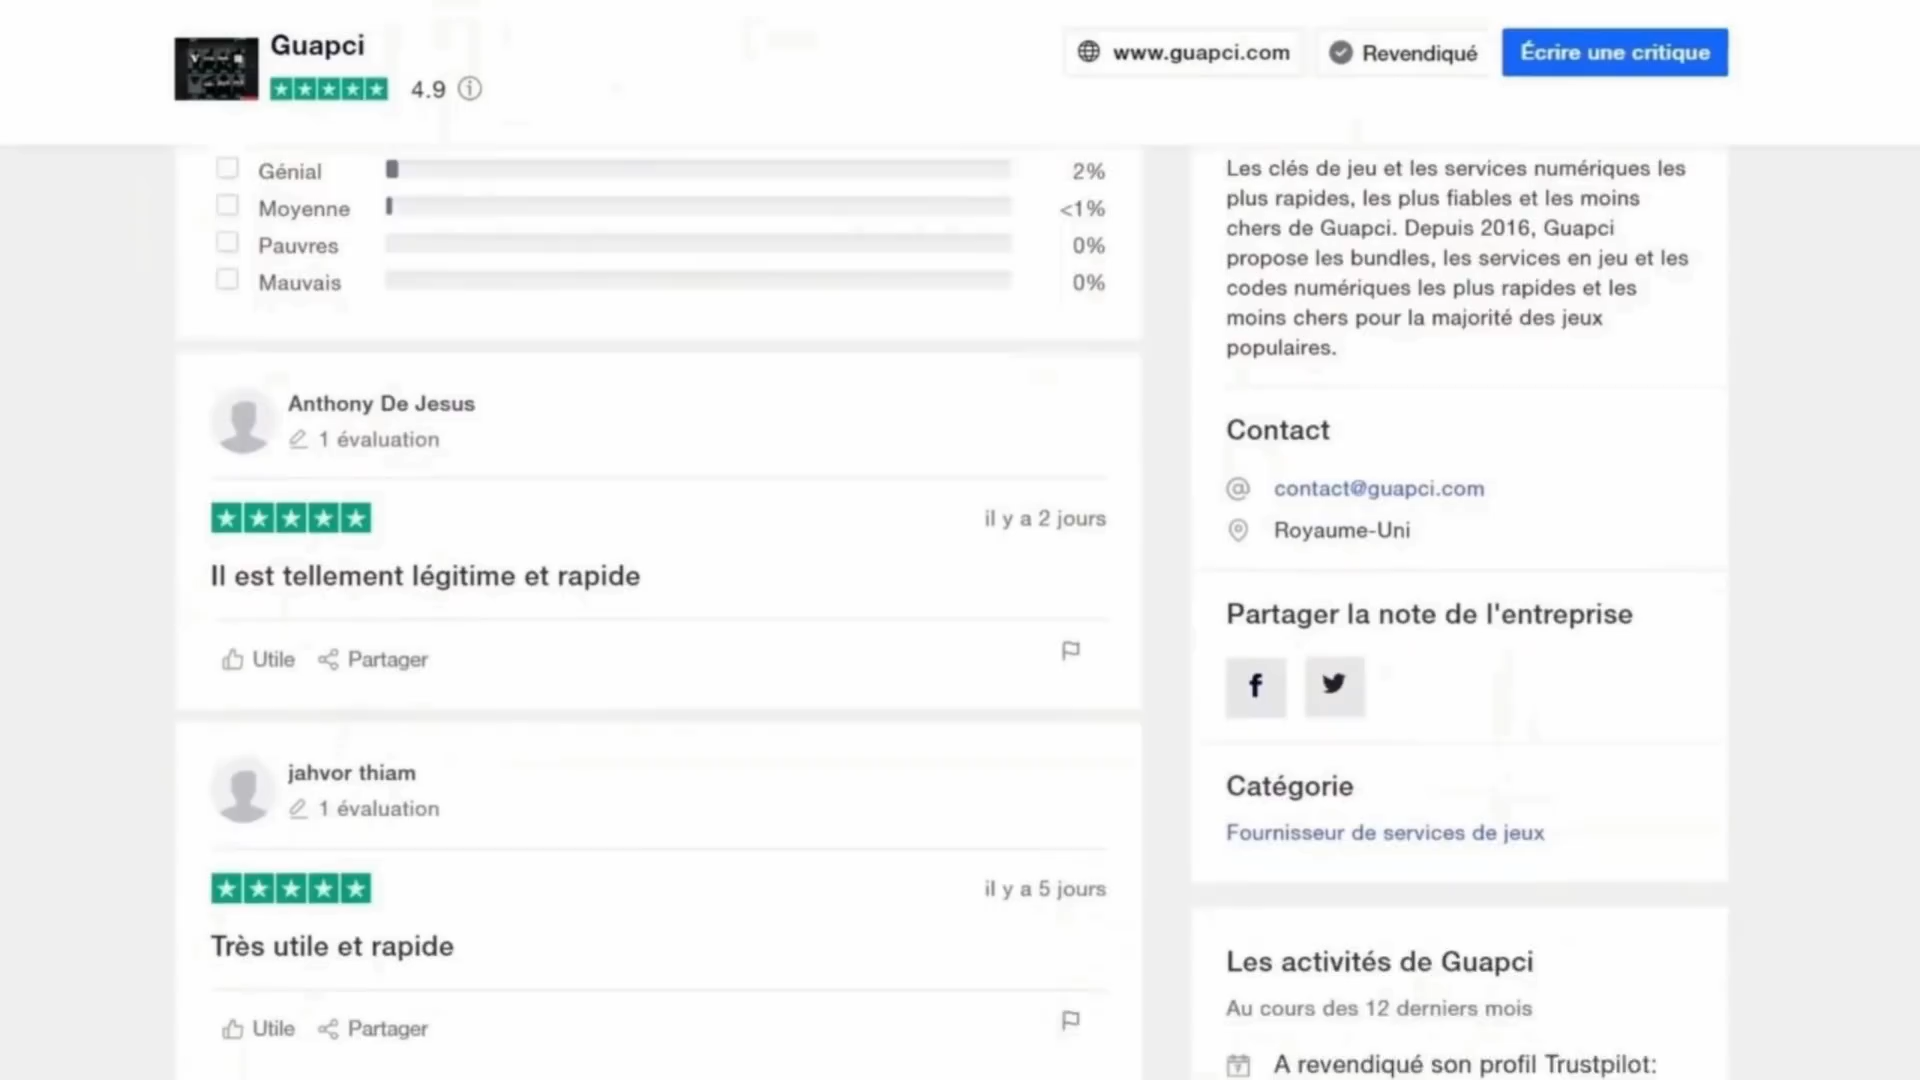 Guapci
4.9
www.guapci.com
Revendiqué
Écrire une critique
Génial 2%
Moyenne <1%
Pauvres 0%
Mauvais 0%
Anthony De Jesus
1 évaluation
il y a 2 jours
Il est tellement légitime et rapide
Utile Partager
jahvor thiam
1 évaluation
il y a 5 jours
Très utile et rapide
Utile Partager
Les clés de jeu et les services numériques les
plus rapides, les plus fiables et les moins
chers de Guapci. Depuis 2016, Guapci
propose les bundles, les services en jeu et les
codes numériques les plus rapides et les
moins chers pour la majorité des jeux
populaires.
Contact
contact@guapci.com
Royaume-Uni
Partager la note de l'entreprise
Catégorie
Fournisseur de services de jeux
Les activités de Guapci
Au cours des 12 derniers mois
A revendiqué son profil Trustpilot: